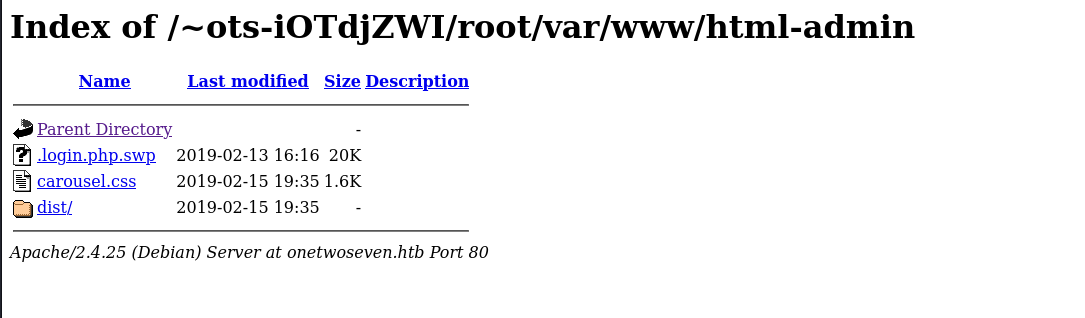 Index of /~ots-iOTdjZWI/root/var/www/html-admin
Name Last modified Size Description
Parent Directory -
.login.php.swp 2019-02-13 16:16 20K
carousel.css 2019-02-15 19:35 1.6K
dist/ 2019-02-15 19:35 -
Apache/2.4.25 (Debian) Server at onetwoseven.htb Port 80